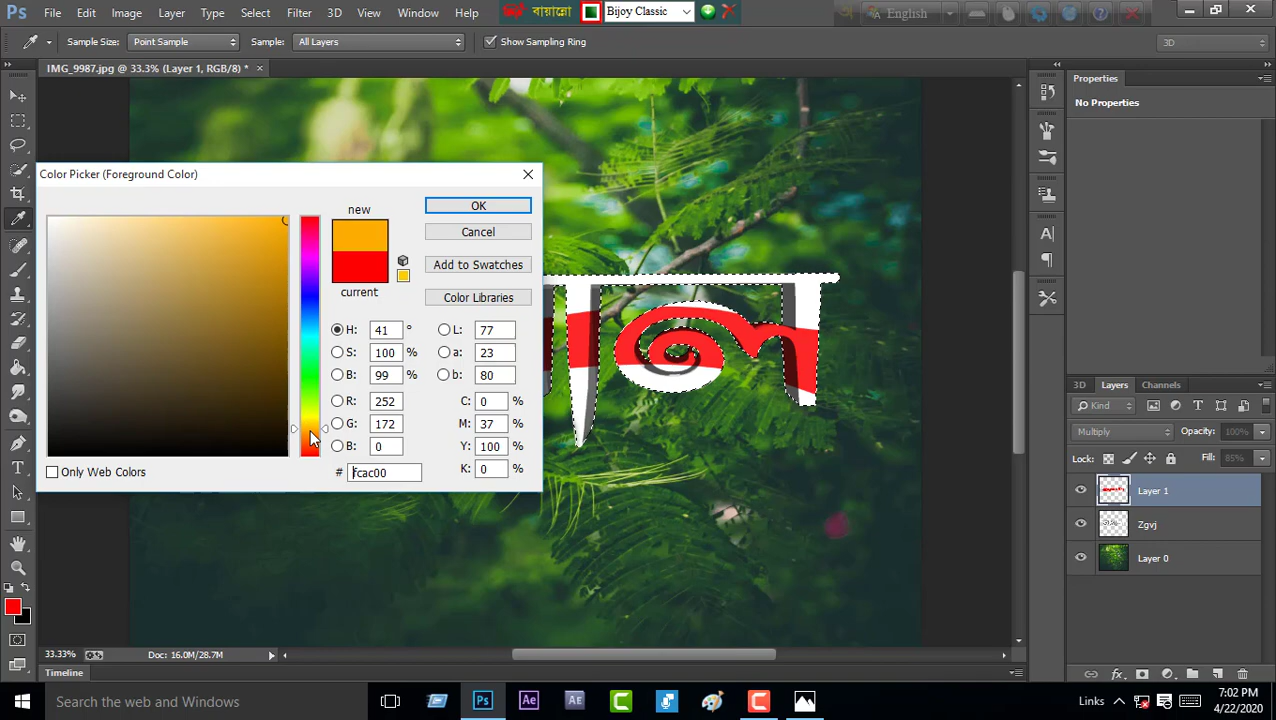 Ps File Edit Image Layer Type Select Filter 3D View Window Help
বায়ান্নো Bijoy Classic
English
Point Sample Sample: All Layers Show Sampling Ring 3D
IMG_9987.jpg @ 33.3% (Layer 1, RGB/8) * ×
Properties
No Properties
Color Picker (Foreground Color)
new
current
OK
Cancel
Add to Swatches
Color Libraries
H: 41 ° L: 77
S: 100 % a: 23
B: 99 % b: 80
R: 252 C: 0 %
G: 172 M: 37 %
B: 0 Y: 100 %
K: 0 %
Only Web Colors # fcac00
3D Layers Channels
Kind
Multiply Opacity: 100%
Lock: Fill: 85%
Layer 1
Zgvj
Layer 0
33.33% Doc: 16.0M/28.7M
Timeline
Search the web and Windows
Ps Ae AE C
Links
7:02 PM
4/22/2020